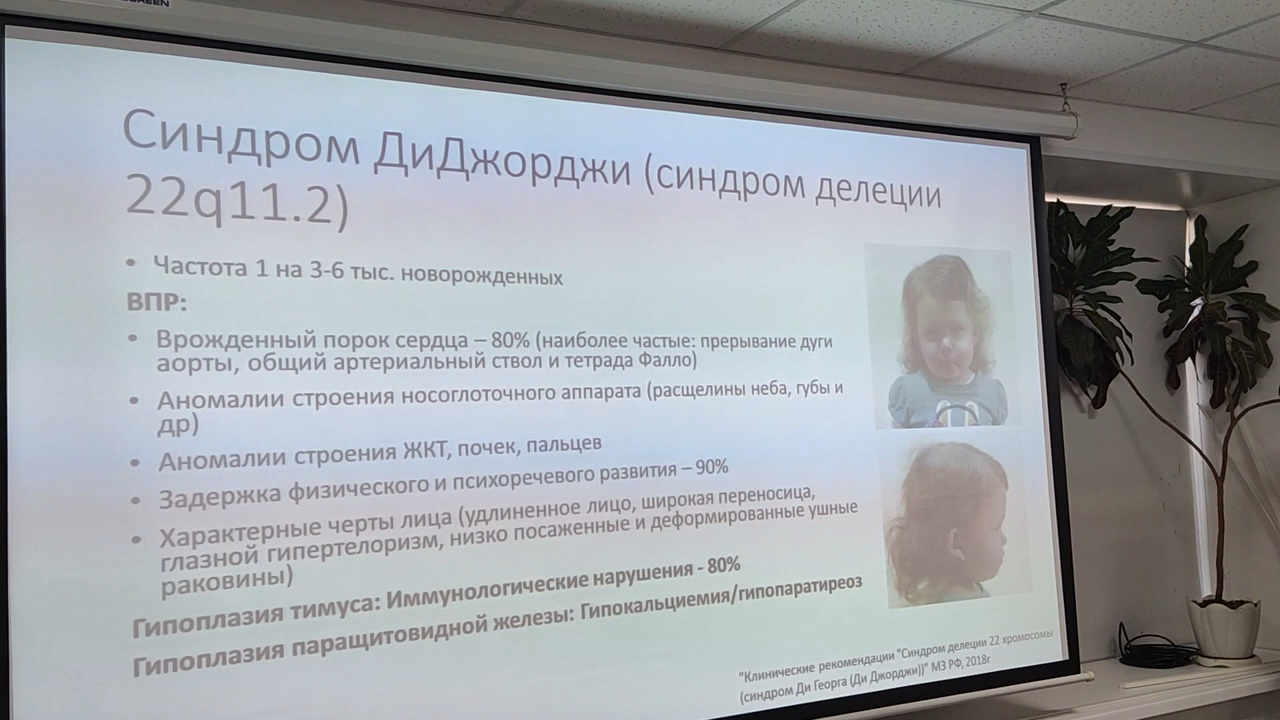 Синдром ДиДжорджи (синдром делеции
22q11.2)
• Частота 1 на 3-6 тыс. новорожденных
ВПР:
• Врожденный порок сердца – 80% (наиболее частые: прерывание дуги
аорты, общий артериальный ствол и тетрада Фалло)
• Аномалии строения носоглоточного аппарата (расщелины неба, губы и
др)
• Аномалии строения ЖКТ, почек, пальцев
• Задержка физического и психоречевого развития – 90%
• Характерные черты лица (удлиненное лицо, широкая переносица,
глазной гипертелоризм, низко посаженные и деформированные ушные
раковины)
Гипоплазия тимуса: Иммунологические нарушения - 80%
Гипоплазия паращитовидной железы: Гипокальциемия/гипопаратиреоз
"Клинические рекомендации "Синдром делеции 22 хромосомы
(синдром Ди Георга (Ди Джорджи))" МЗ РФ, 2018г